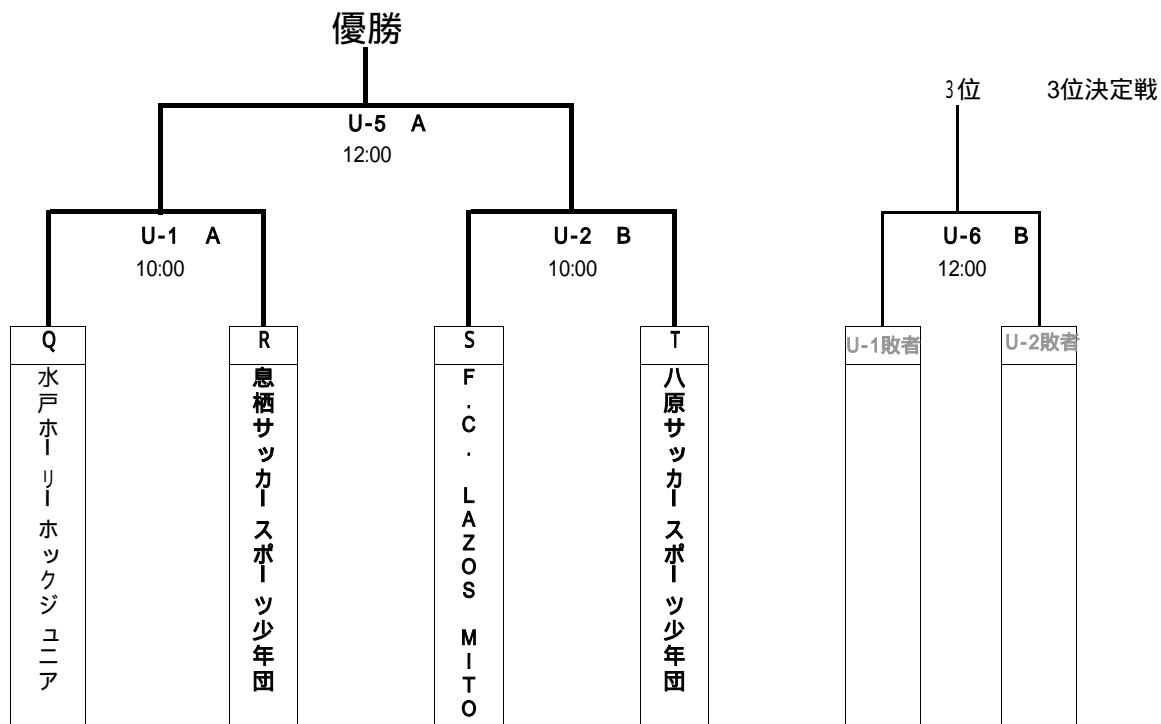 優勝
3位 3位決定戦
U-5 A
12:00
U-1 A
10:00
U-2 B
10:00
U-6 B
12:00
Q
R
S
T
U-1敗者
U-2敗者
水戸ホーリーホックジュニア
息栖サッカースポーツ少年団
F.C. LAZOS MITO
八原サッカースポーツ少年団